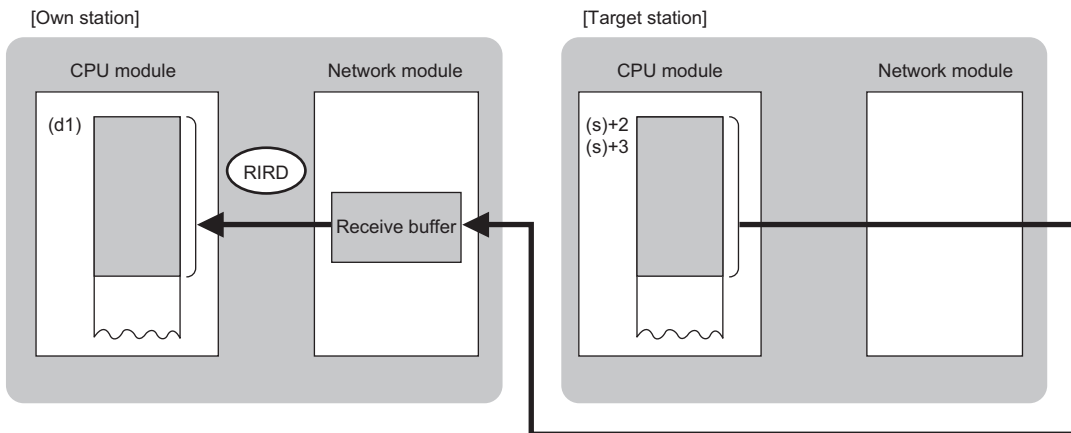 [Own station]
CPU module
Network module
(d1)
RIRD
Receive buffer
[Target station]
CPU module
Network module
(s)+2
(s)+3